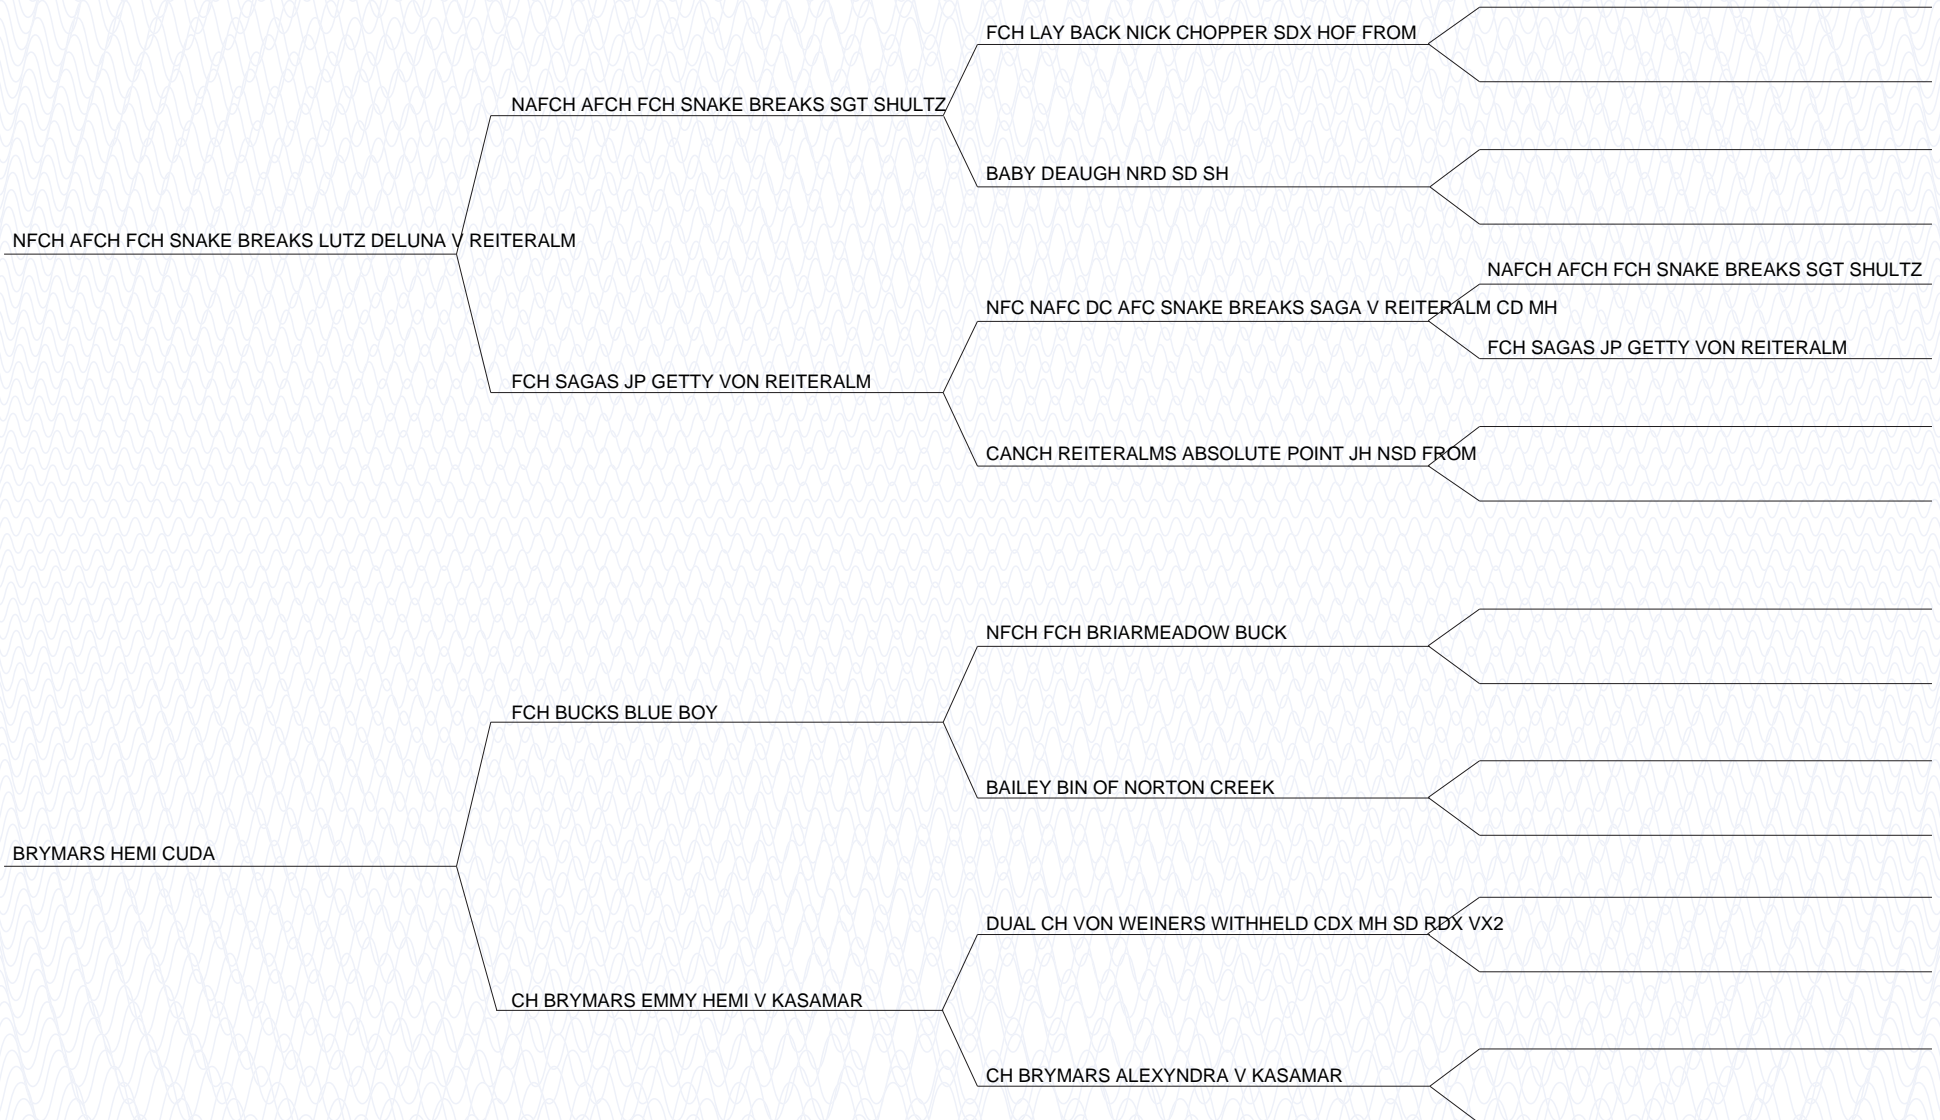 FCH LAY BACK NICK CHOPPER SDX HOF FROM
NAFCH AFCH FCH SNAKE BREAKS SGT SHULTZ
BABY DEAUGH NRD SD SH
NFCH AFCH FCH SNAKE BREAKS LUTZ DELUNA V REITERALM
NAFCH AFCH FCH SNAKE BREAKS SGT SHULTZ
NFC NAFC DC AFC SNAKE BREAKS SAGA V REITERALM CD MH
FCH SAGAS JP GETTY VON REITERALM
FCH SAGAS JP GETTY VON REITERALM
CANCH REITERALMS ABSOLUTE POINT JH NSD FROM
NFCH FCH BRIARMEADOW BUCK
FCH BUCKS BLUE BOY
BAILEY BIN OF NORTON CREEK
BRYMARS HEMI CUDA
DUAL CH VON WEINERS WITHHELD CDX MH SD RDX VX2
CH BRYMARS EMMY HEMI V KASAMAR
CH BRYMARS ALEXYNDRA V KASAMAR